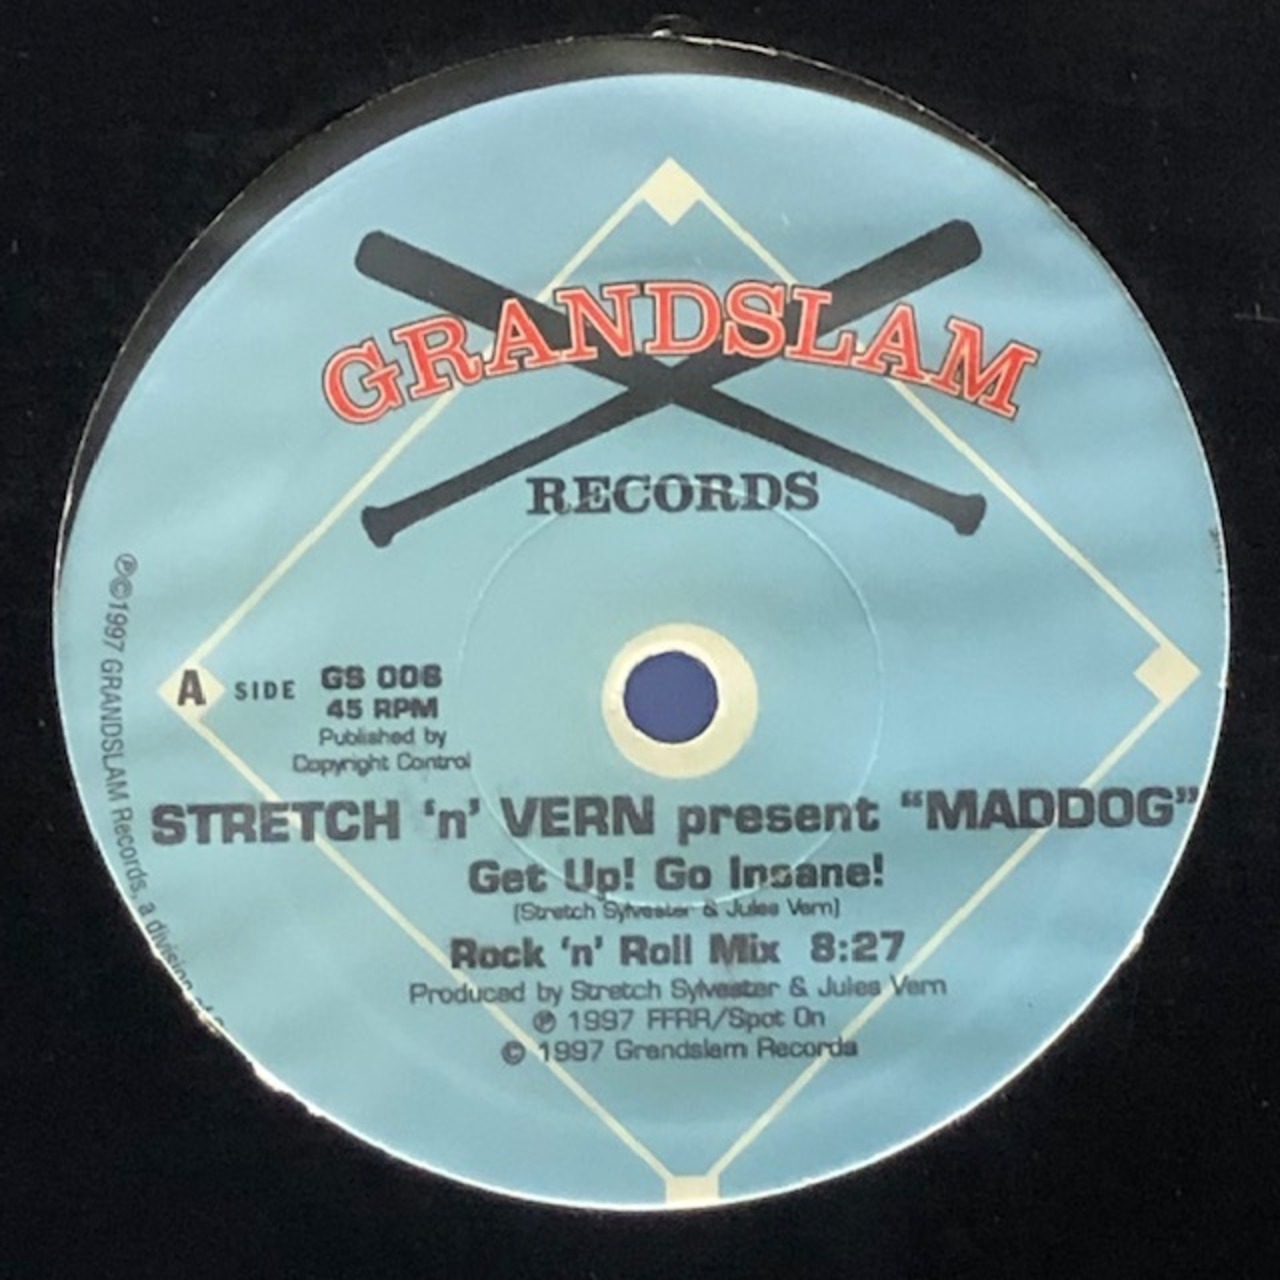 GRANDSLAM
RECORDS
A SIDE
GS 008
45 RPM
Published by
Copyright Control
STRETCH ‘n’ VERN present “MADDOG”
Get Up! Go Insane!
(Stretch Sylvester & Jules Vern)
Rock ‘n’ Roll Mix 8:27
Produced by Stretch Sylvester & Jules Vern
℗ 1997 FFRR/Spot On
© 1997 Grandslam Records
℗©1997 GRANDSLAM Records, a division of